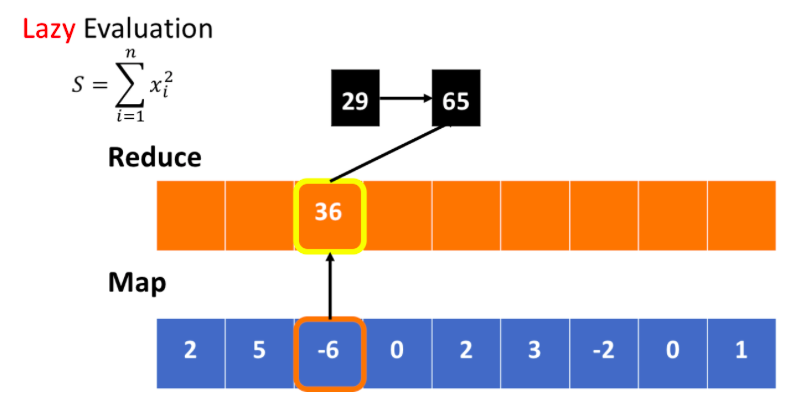 Lazy Evaluation
S = \sum_{i=1}^{n} x_i^2
29 65
Reduce
36
Map
2 5 -6 0 2 3 -2 0 1